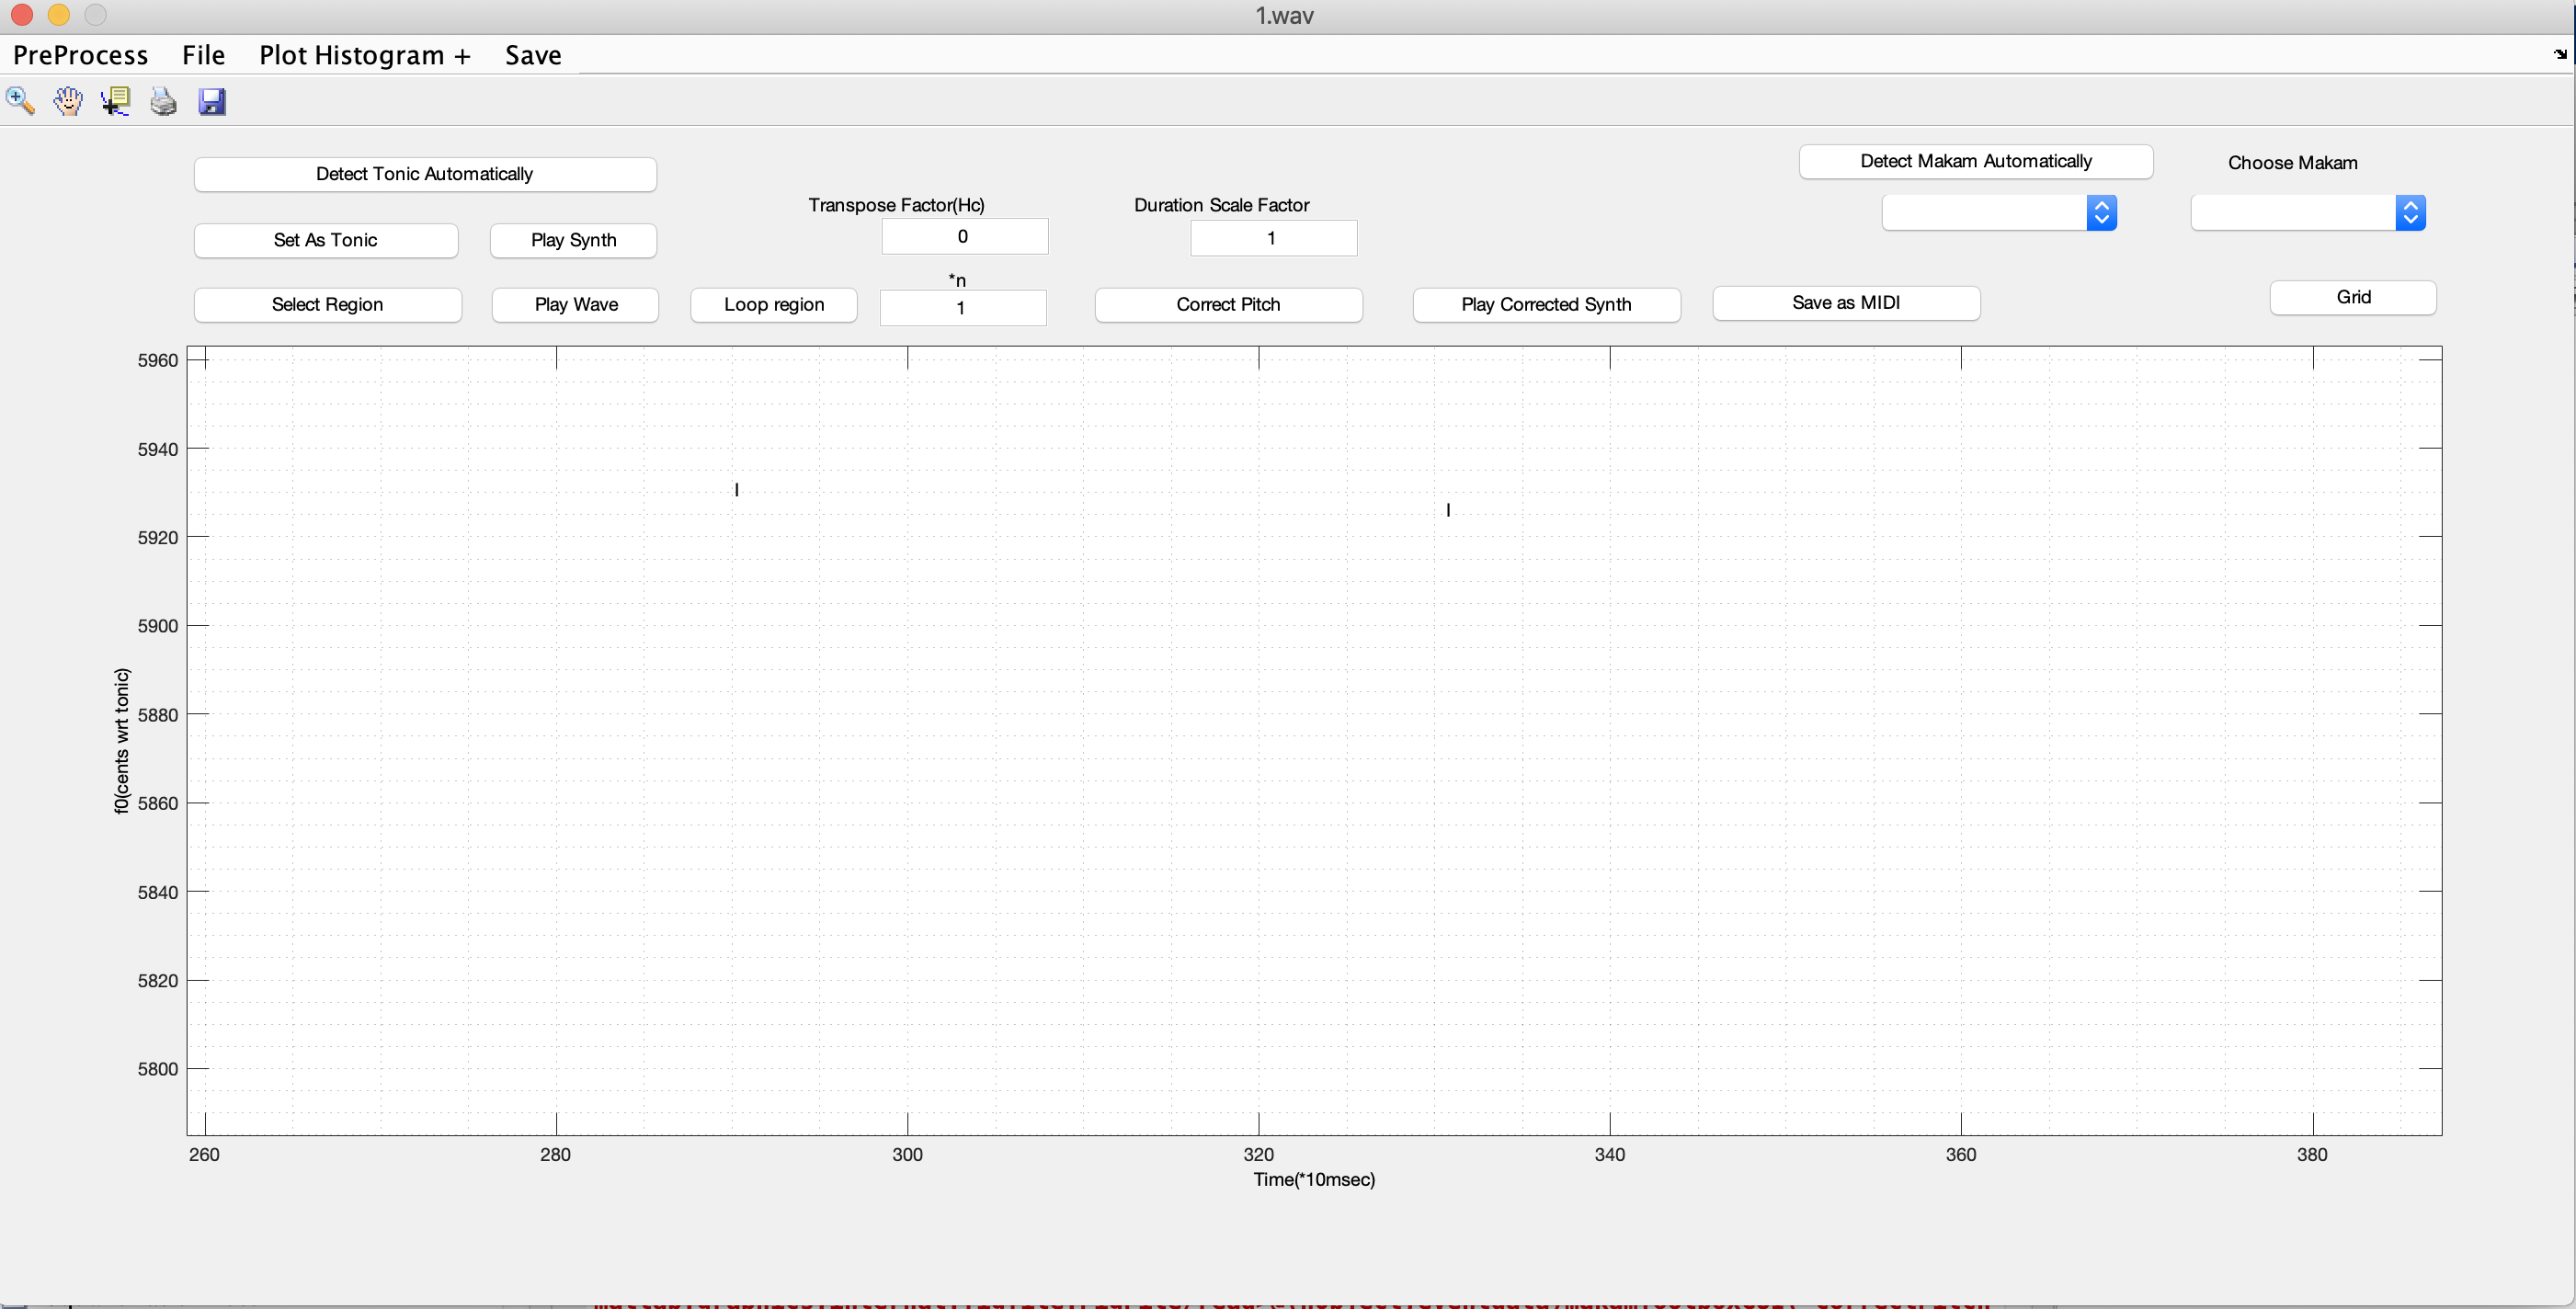 1.wav
PreProcess File Plot Histogram + Save
Detect Tonic Automatically
Detect Makam Automatically
Choose Makam
Transpose Factor(Hc)
Duration Scale Factor
Set As Tonic
Play Synth
0
1
*n
Select Region
Play Wave
Loop region
1
Correct Pitch
Play Corrected Synth
Save as MIDI
Grid
5960
5940
5920
5900
5880
5860
5840
5820
5800
f0(cents wrt tonic)
260 280 300 320 340 360 380
Time(*10msec)